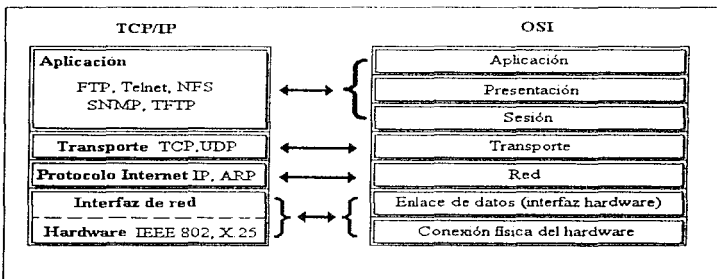 TCP/IP
Aplicación
FTP, Telnet, NFS
SNMP, TFTP
Transporte TCP,UDP
Protocolo Internet IP, ARP
Interfaz de red
Hardware IEEE 802, X.25
OSI
Aplicación
Presentación
Sesión
Transporte
Red
Enlace de datos (interfaz hardware)
Conexión física del hardware